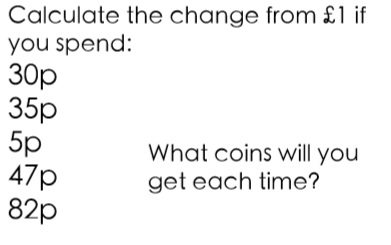 Calculate the change from £1 if
you spend:
30p
35p
5p
47p
82p
What coins will you
get each time?